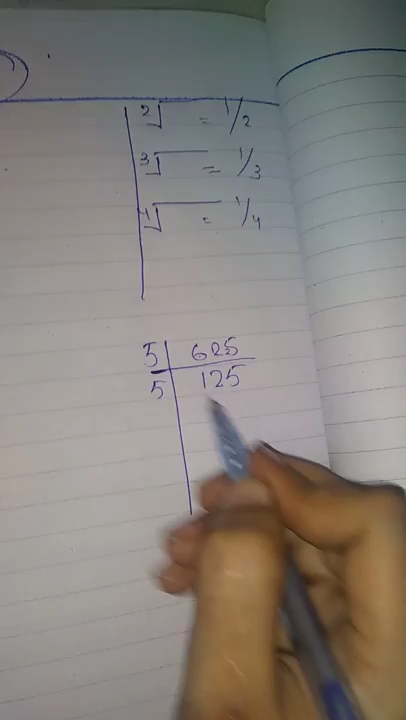 ²√ = 1/2
³√ = 1/3
⁴√ = 1/4
5 | 625
5 | 125